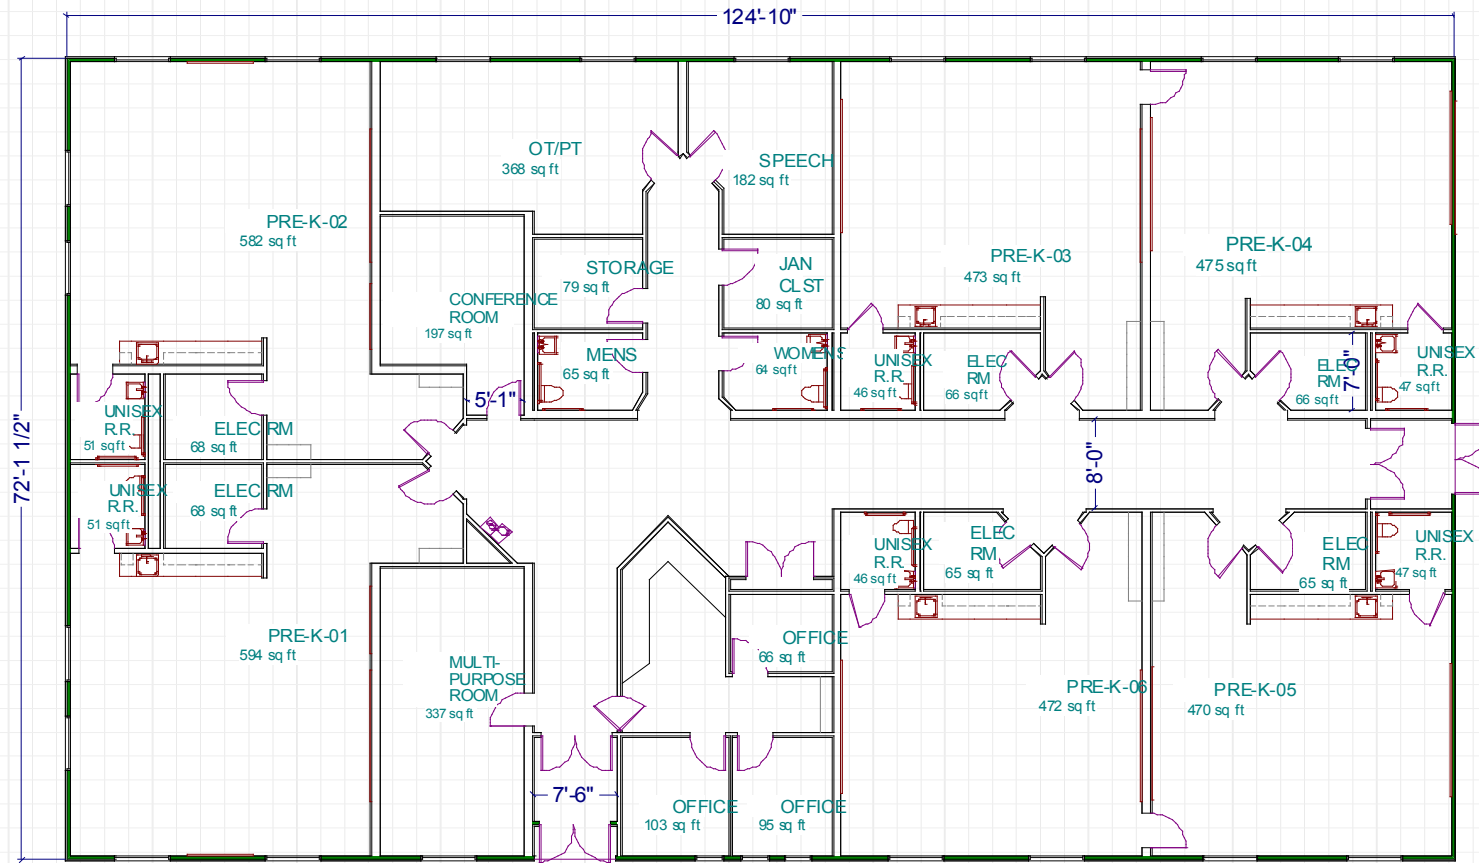 124'-10"
72'-1 1/2"
OT/PT
368 sq ft
SPEECH
182 sq ft
PRE-K-02
582 sq ft
PRE-K-03
473 sq ft
PRE-K-04
475 sq ft
STORAGE
79 sq ft
JAN
CLST
80 sq ft
CONFERENCE
ROOM
197 sq ft
MENS
65 sq ft
WOMENS
64 sq ft
UNISEX
R.R.
46 sq ft
ELEC
RM
66 sq ft
ELEC
RM
66 sq ft
7'-0"
UNISEX
R.R.
47 sq ft
5'-1"
UNISEX
R.R.
51 sq ft
ELEC RM
68 sq ft
8'-0"
UNISEX
R.R.
51 sq ft
ELEC RM
68 sq ft
UNISEX
R.R.
46 sq ft
ELEC
RM
65 sq ft
ELEC
RM
65 sq ft
UNISEX
R.R.
47 sq ft
PRE-K-01
594 sq ft
MULTI-
PURPOSE
ROOM
337 sq ft
OFFICE
66 sq ft
PRE-K-06
472 sq ft
PRE-K-05
470 sq ft
7'-6"
OFFICE
103 sq ft
OFFICE
95 sq ft